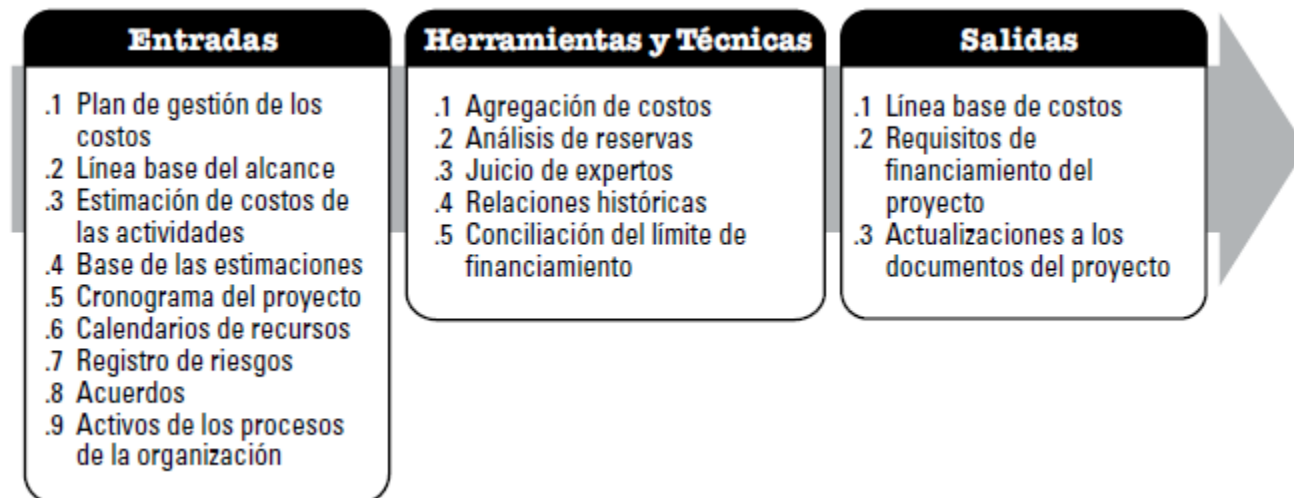 Entradas
.1 Plan de gestión de los
costos
.2 Línea base del alcance
.3 Estimación de costos de
las actividades
.4 Base de las estimaciones
.5 Cronograma del proyecto
.6 Calendarios de recursos
.7 Registro de riesgos
.8 Acuerdos
.9 Activos de los procesos
de la organización
Herramientas y Técnicas
.1 Agregación de costos
.2 Análisis de reservas
.3 Juicio de expertos
.4 Relaciones históricas
.5 Conciliación del límite de
financiamiento
Salidas
.1 Línea base de costos
.2 Requisitos de
financiamiento del
proyecto
.3 Actualizaciones a los
documentos del proyecto